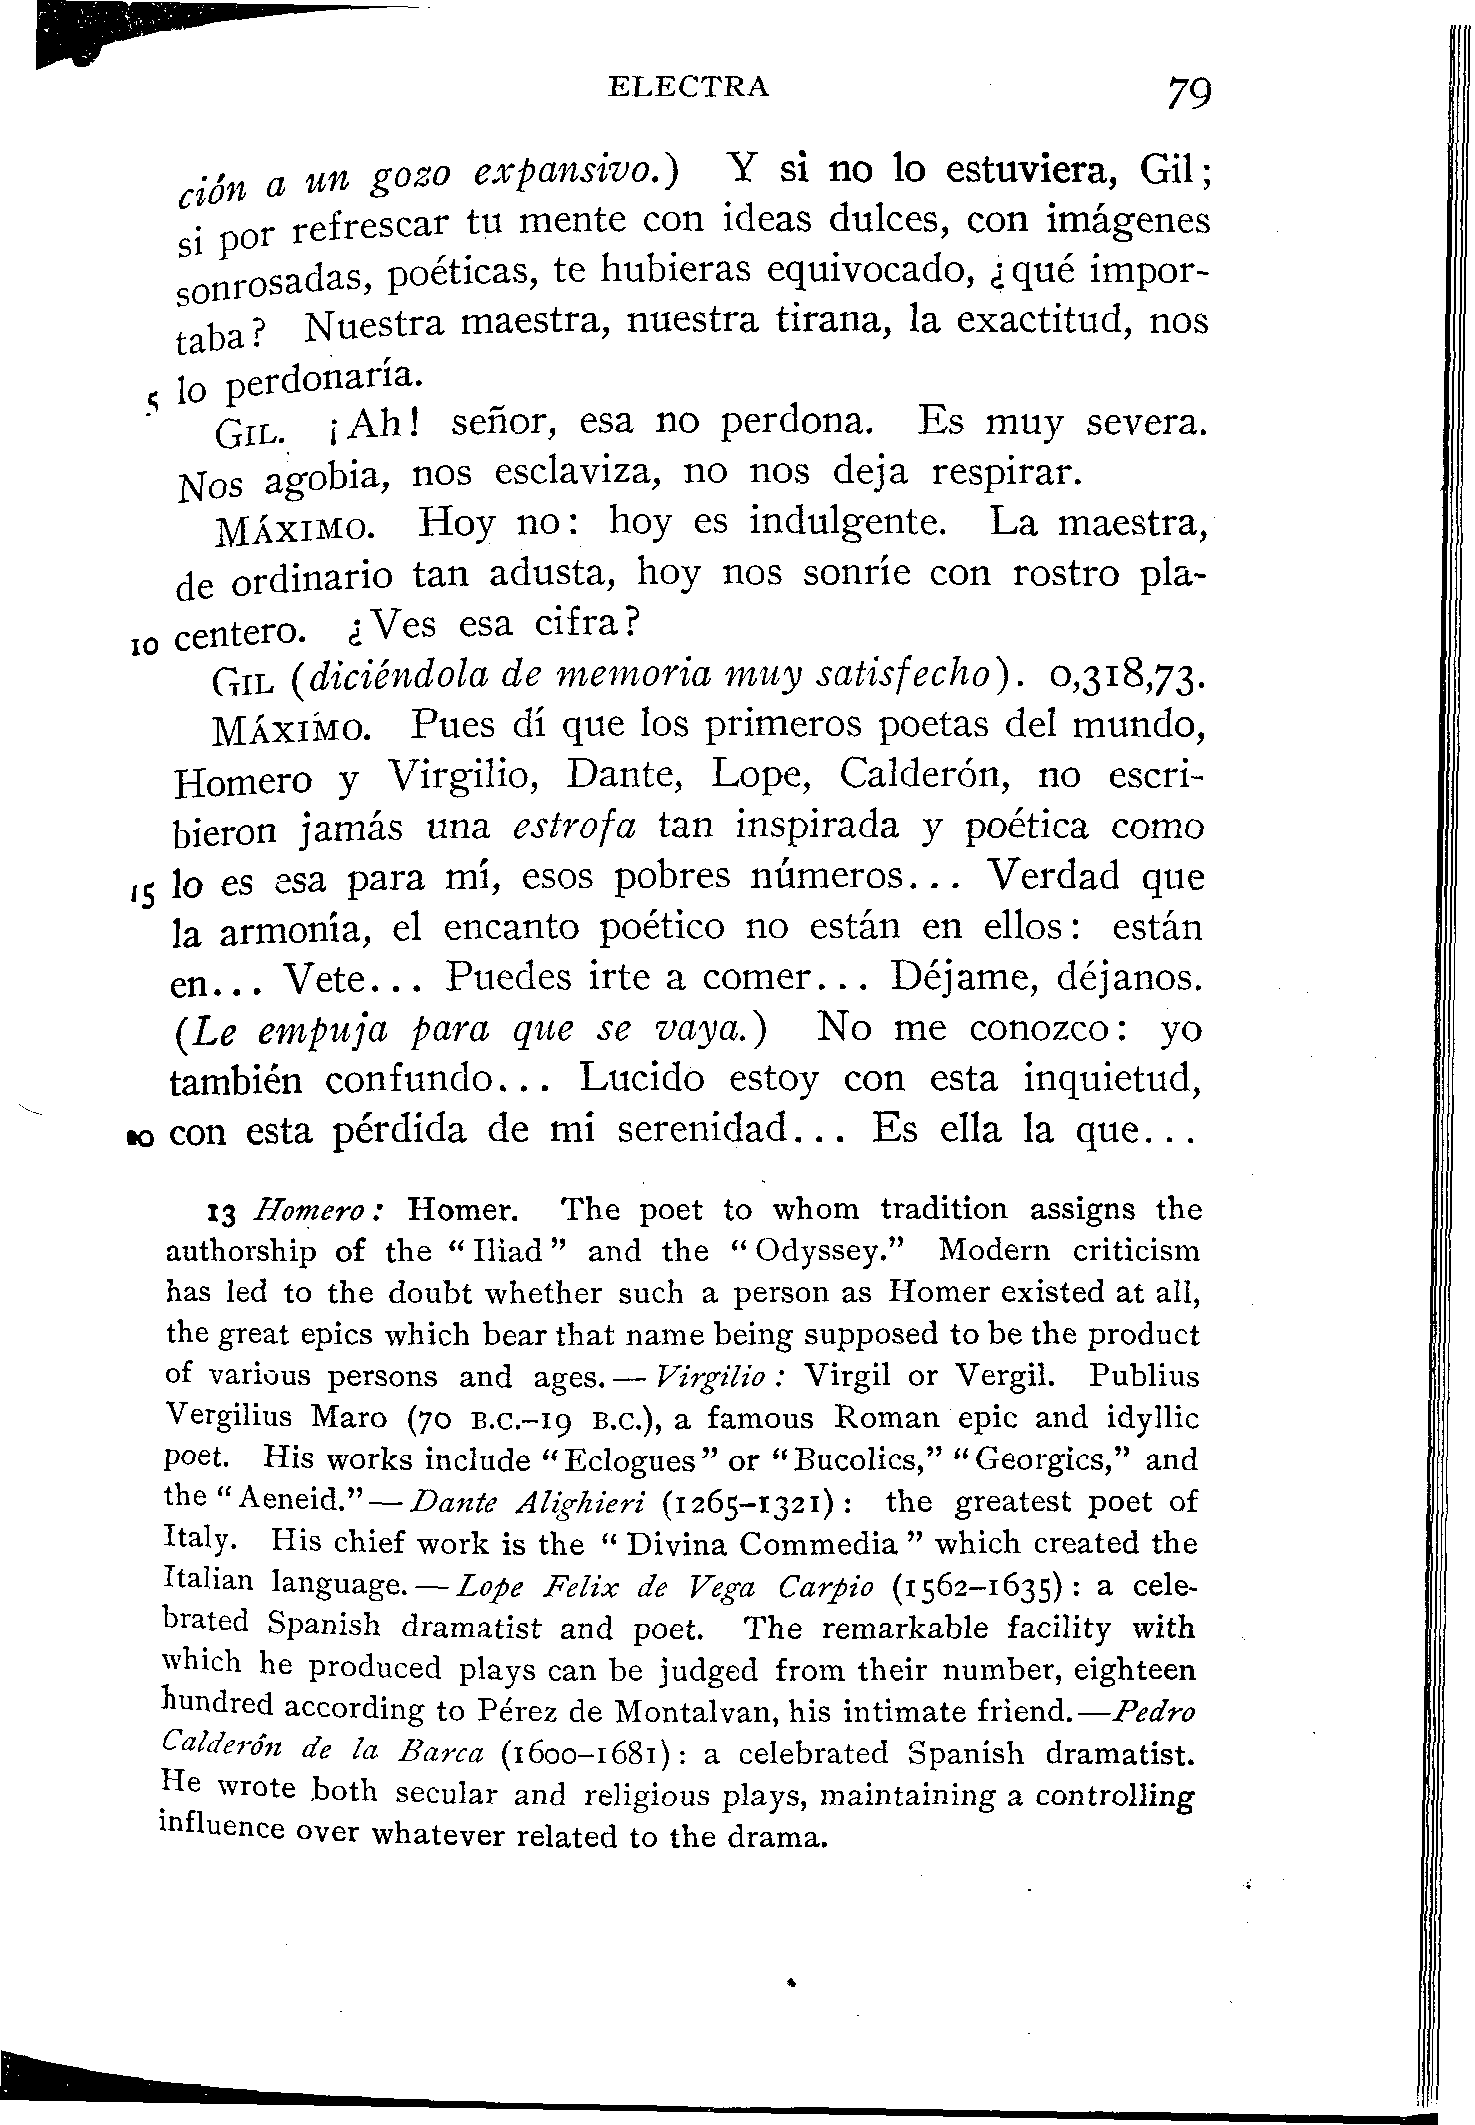 ELECTRA 79
ción a un gozo expansivo.) Y si no lo estuviera, Gil;
si por refrescar tu mente con ideas dulces, con imágenes
sonrosadas, poéticas, te hubieras equivocado, ¿qué impor-
taba? Nuestra maestra, nuestra tirana, la exactitud, nos
5 lo perdonaría.
GIL. ¡Ah! señor, esa no perdona. Es muy severa.
Nos agobia, nos esclaviza, no nos deja respirar.
MÁXIMO. Hoy no: hoy es indulgente. La maestra,
de ordinario tan adusta, hoy nos sonríe con rostro pla-
10 centero. ¿Ves esa cifra?
GIL (diciéndola de memoria muy satisfecho). 0,318,73.
MÁXIMO. Pues dí que los primeros poetas del mundo,
Homero y Virgilio, Dante, Lope, Calderón, no escri-
bieron jamás una estrofa tan inspirada y poética como
15 lo es esa para mí, esos pobres números... Verdad que
la armonía, el encanto poético no están en ellos: están
en... Vete... Puedes irte a comer... Déjame, déjanos.
(Le empuja para que se vaya.) No me conozco: yo
también confundo... Lucido estoy con esta inquietud,
20 con esta pérdida de mi serenidad... Es ella la que...
13 Homero: Homer. The poet to whom tradition assigns the
authorship of the "Iliad" and the "Odyssey." Modern criticism
has led to the doubt whether such a person as Homer existed at all,
the great epics which bear that name being supposed to be the product
of various persons and ages.—Virgilio: Virgil or Vergil. Publius
Vergilius Maro (70 B.C.–19 B.C.), a famous Roman epic and idyllic
poet. His works include "Eclogues" or "Bucolics," "Georgics," and
the "Aeneid."—Dante Alighieri (1265–1321): the greatest poet of
Italy. His chief work is the "Divina Commedia" which created the
Italian language.—Lope Felix de Vega Carpio (1562–1635): a cele-
brated Spanish dramatist and poet. The remarkable facility with
which he produced plays can be judged from their number, eighteen
hundred according to Pérez de Montalvan, his intimate friend.—Pedro
Calderón de la Barca (1600–1681): a celebrated Spanish dramatist.
He wrote both secular and religious plays, maintaining a controlling
influence over whatever related to the drama.